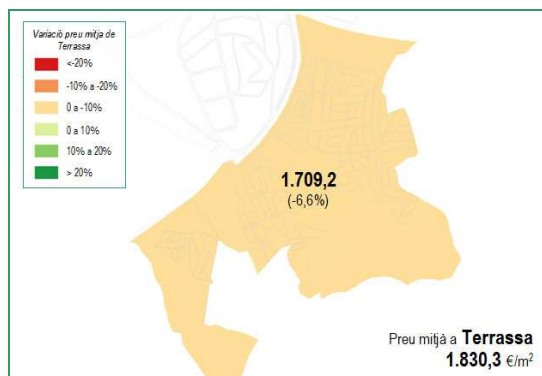 Variació preu mitja de
Terrassa
<-20%
-10% a -20%
0 a -10%
0 a 10%
10% a 20%
> 20%
1.709,2
(-6,6%)
Preu mitjà a Terrassa
1.830,3 €/m²